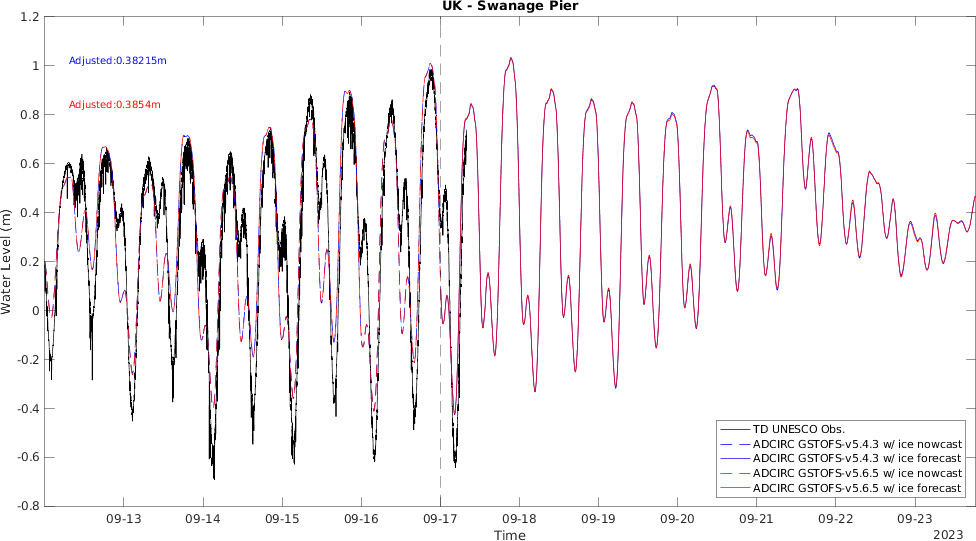 UK - Swanage Pier
1.2
1
0.8
0.6
0.4
0.2
0
-0.2
-0.4
-0.6
-0.8
Water Level (m)
Adjusted:0.38215m
Adjusted:0.3854m
TD UNESCO Obs.
ADCIRC GSTOFS-v5.4.3 w/ ice nowcast
ADCIRC GSTOFS-v5.4.3 w/ ice forecast
ADCIRC GSTOFS-v5.6.5 w/ ice nowcast
ADCIRC GSTOFS-v5.6.5 w/ ice forecast
09-13 09-14 09-15 09-16 09-17 09-18 09-19 09-20 09-21 09-22 09-23
Time
2023